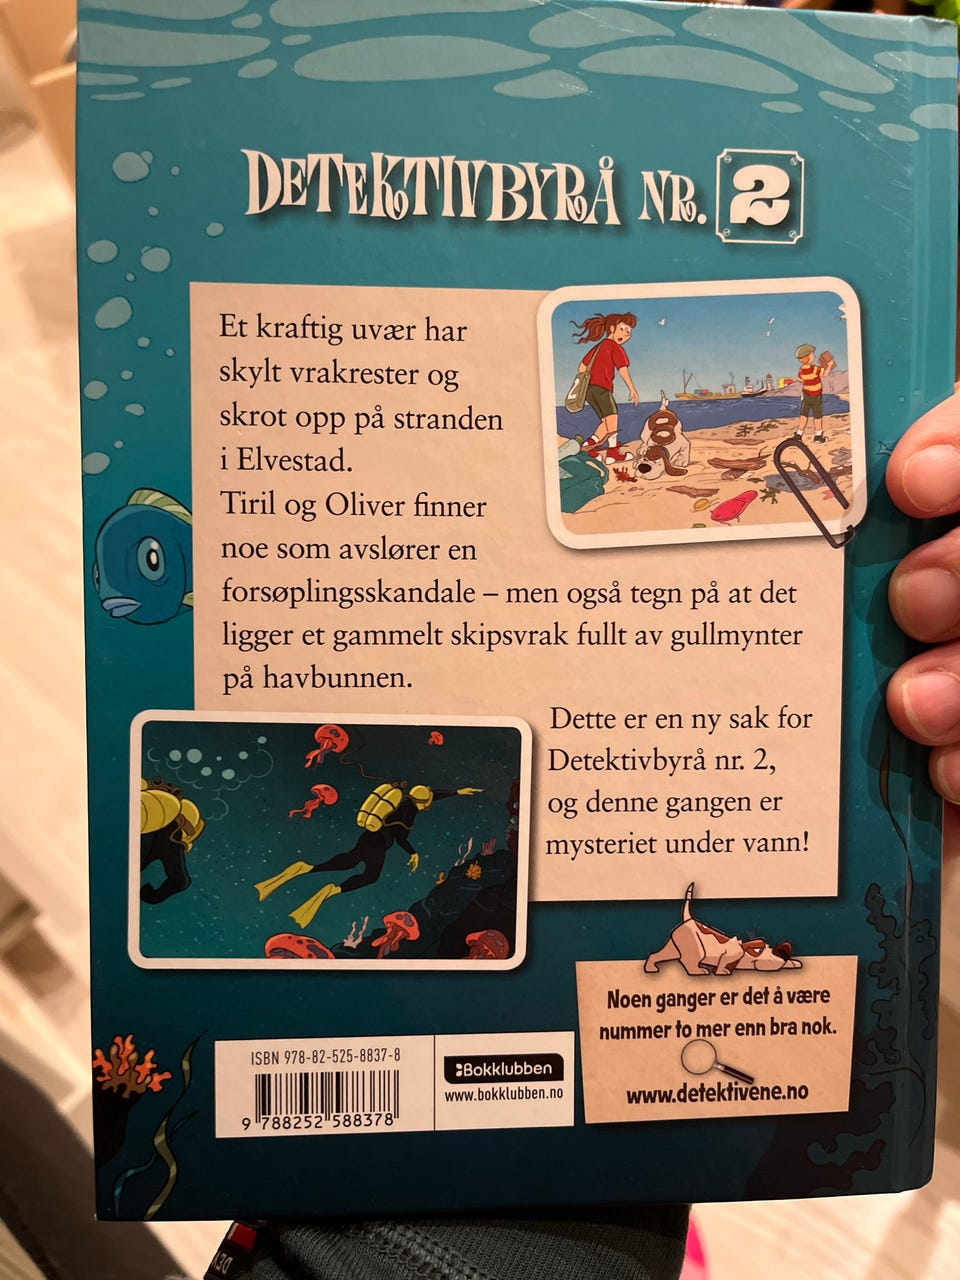 DETEKTIVBYRÅ NR. 2
Et kraftig uvær har
skylt vrakrester og
skrot opp på stranden
i Elvestad.
Tiril og Oliver finner
noe som avslører en
forsøplingsskandale – men også tegn på at det
ligger et gammelt skipsvrak fullt av gullmynter
på havbunnen.
Dette er en ny sak for
Detektivbyrå nr. 2,
og denne gangen er
mysteriet under vann!
Noen ganger er det å være
nummer to mer enn bra nok.
www.detektivene.no
ISBN 978-82-525-8837-8
9 788252 588378
Bokklubben
www.bokklubben.no